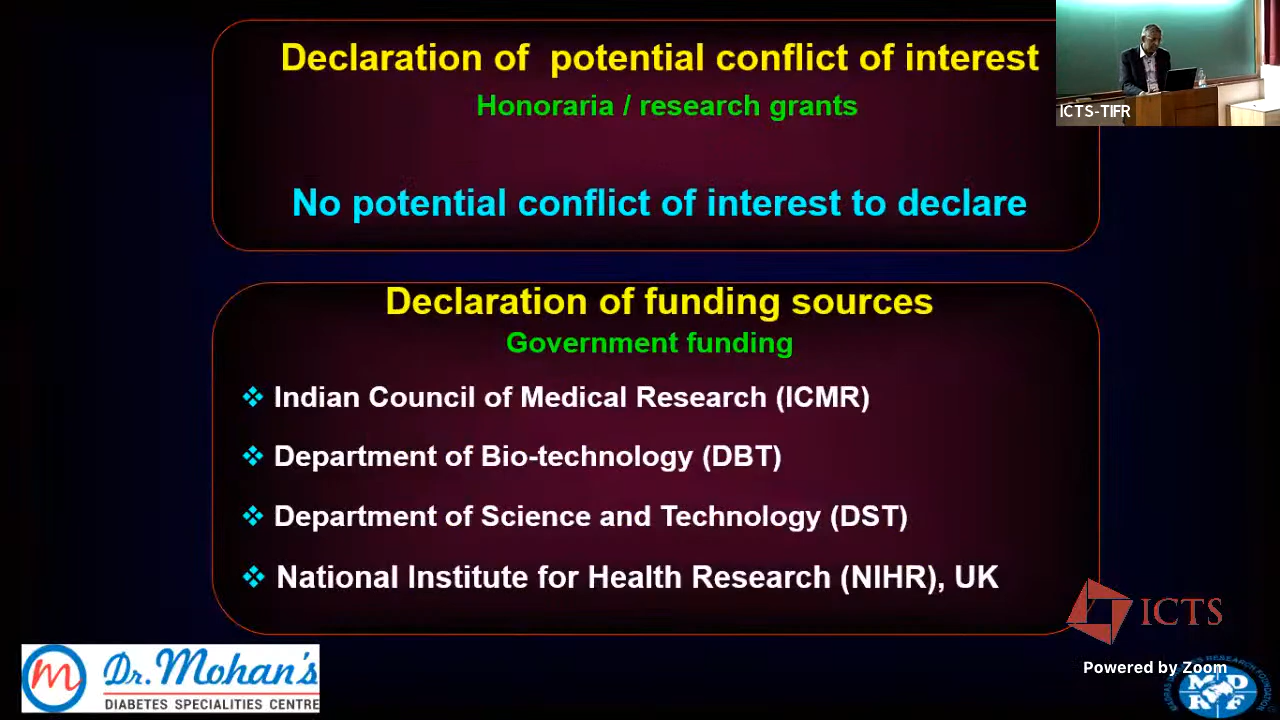 Declaration of potential conflict of interest
Honoraria / research grants
No potential conflict of interest to declare
ICTS-TIFR
Declaration of funding sources
Government funding
Indian Council of Medical Research (ICMR)
Department of Bio-technology (DBT)
Department of Science and Technology (DST)
National Institute for Health Research (NIHR), UK
ICTS
Powered by Zoom
m Dr.Mohan's
DIABETES SPECIALITIES CENTRE
M D
R F